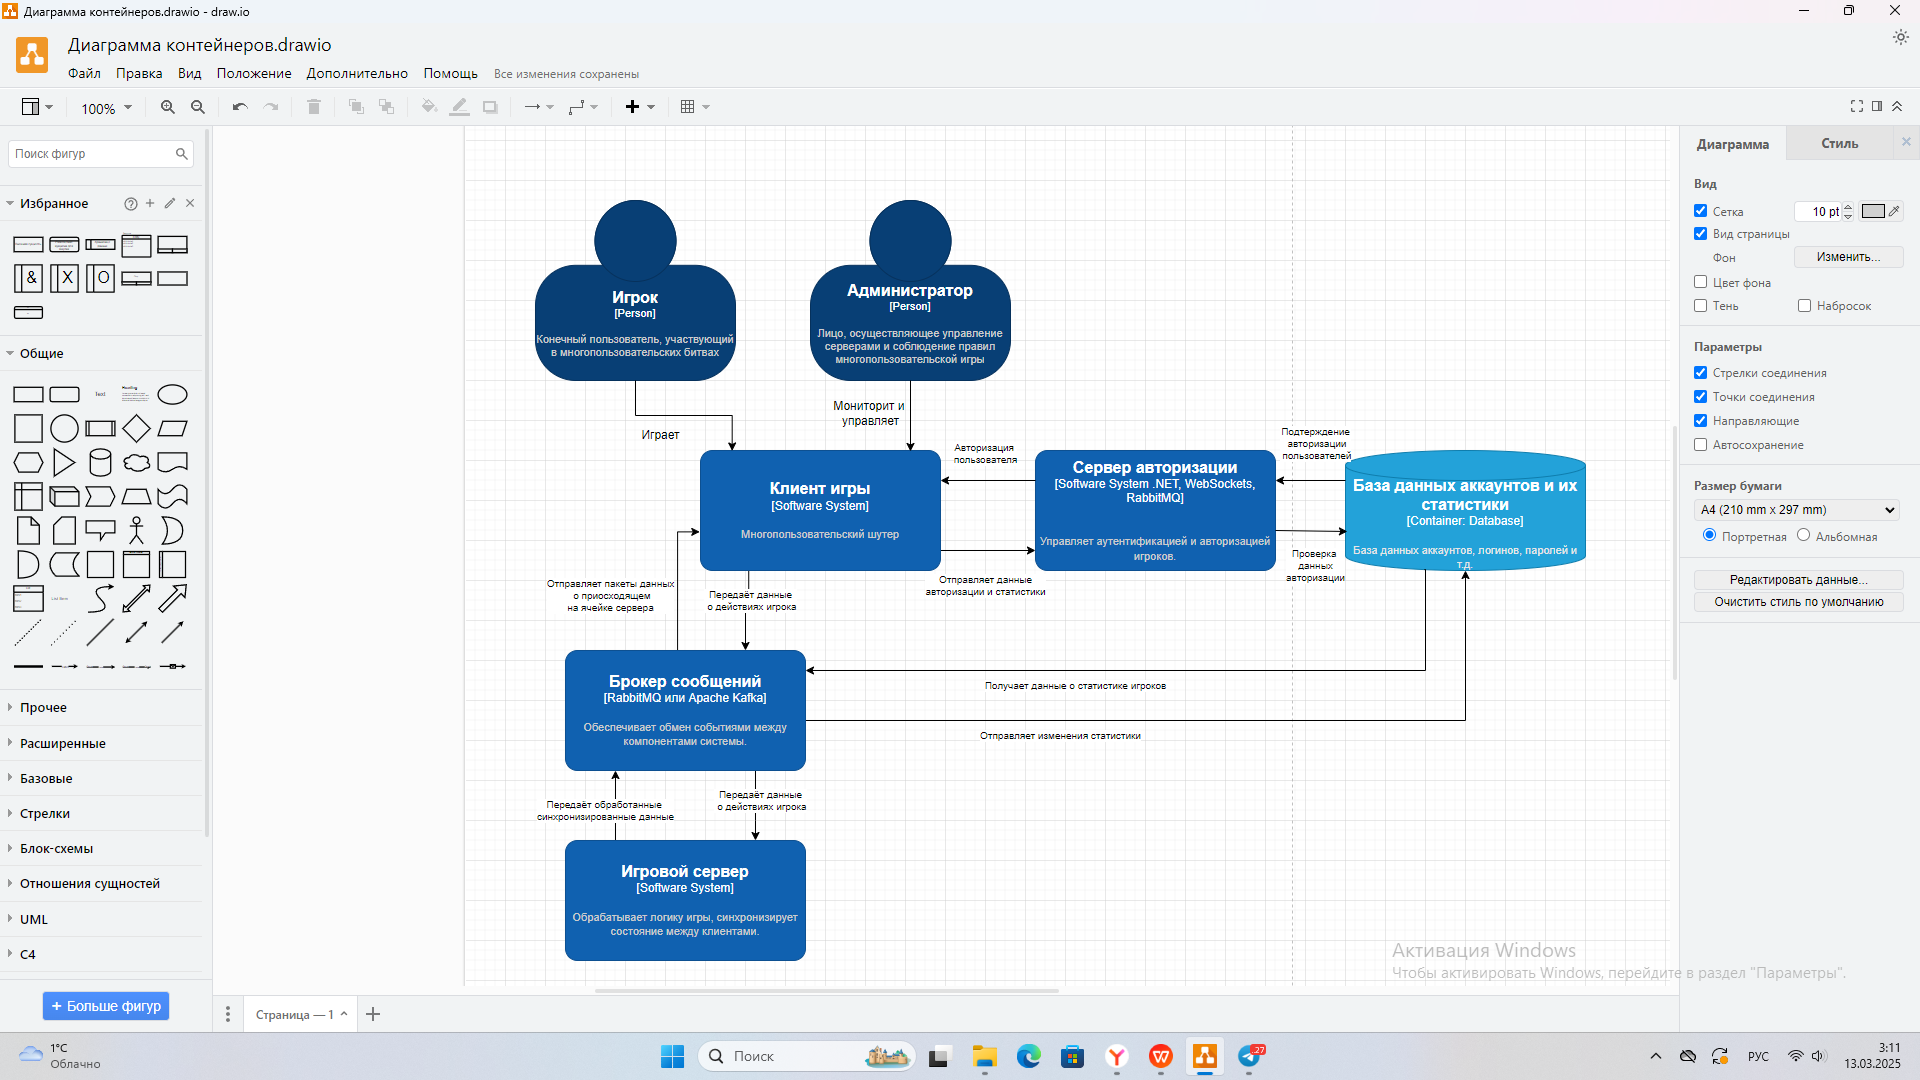 Диаграмма контейнеров.drawio - draw.io
Диаграмма контейнеров.drawio
Файл Правка Вид Положение Дополнительно Помощь Все изменения сохранены
100%
Поиск фигур
Избранное
& X O
Общие
Text
Heading
List Item
Прочее
Расширенные
Базовые
Стрелки
Блок-схемы
Отношения сущностей
UML
C4
+ Больше фигур
Игрок
[Person]
Конечный пользователь, участвующий
в многопользовательских битвах
Администратор
[Person]
Лицо, осуществляющее управление
серверами и соблюдение правил
многопользовательской игры
Играет
Мониторит и
управляет
Клиент игры
[Software System]
Многопользовательский шутер
Авторизация
пользователя
Отправляет данные
авторизации и статистики
Сервер авторизации
[Software System .NET, WebSockets,
RabbitMQ]
Управляет аутентификацией и авторизацией
игроков.
Подтерждение
авторизации
пользователей
Проверка
данных
авторизации
База данных аккаунтов и их
статистики
[Container: Database]
База данных аккаунтов, логинов, паролей и
т.д.
Отправляет пакеты данных
о приосходящем
на ячейке сервера
Передаёт данные
о действиях игрока
Брокер сообщений
[RabbitMQ или Apache Kafka]
Обеспечивает обмен событиями между
компонентами системы.
Получает данные о статистике игроков
Отправляет изменения статистики
Передаёт обработанные
синхронизированные данные
Передаёт данные
о действиях игрока
Игровой сервер
[Software System]
Обрабатывает логику игры, синхронизирует
состояние между клиентами.
Диаграмма Стиль
Вид
Сетка 10 pt
Вид страницы
Фон Изменить...
Цвет фона
Тень Набросок
Параметры
Стрелки соединения
Точки соединения
Направляющие
Автосохранение
Размер бумаги
A4 (210 mm x 297 mm)
Портретная Альбомная
Редактировать данные...
Очистить стиль по умолчанию
Активация Windows
Чтобы активировать Windows, перейдите в раздел "Параметры".
Страница — 1
1°C
Облачно
Поиск
27
РУС
3:11
13.03.2025